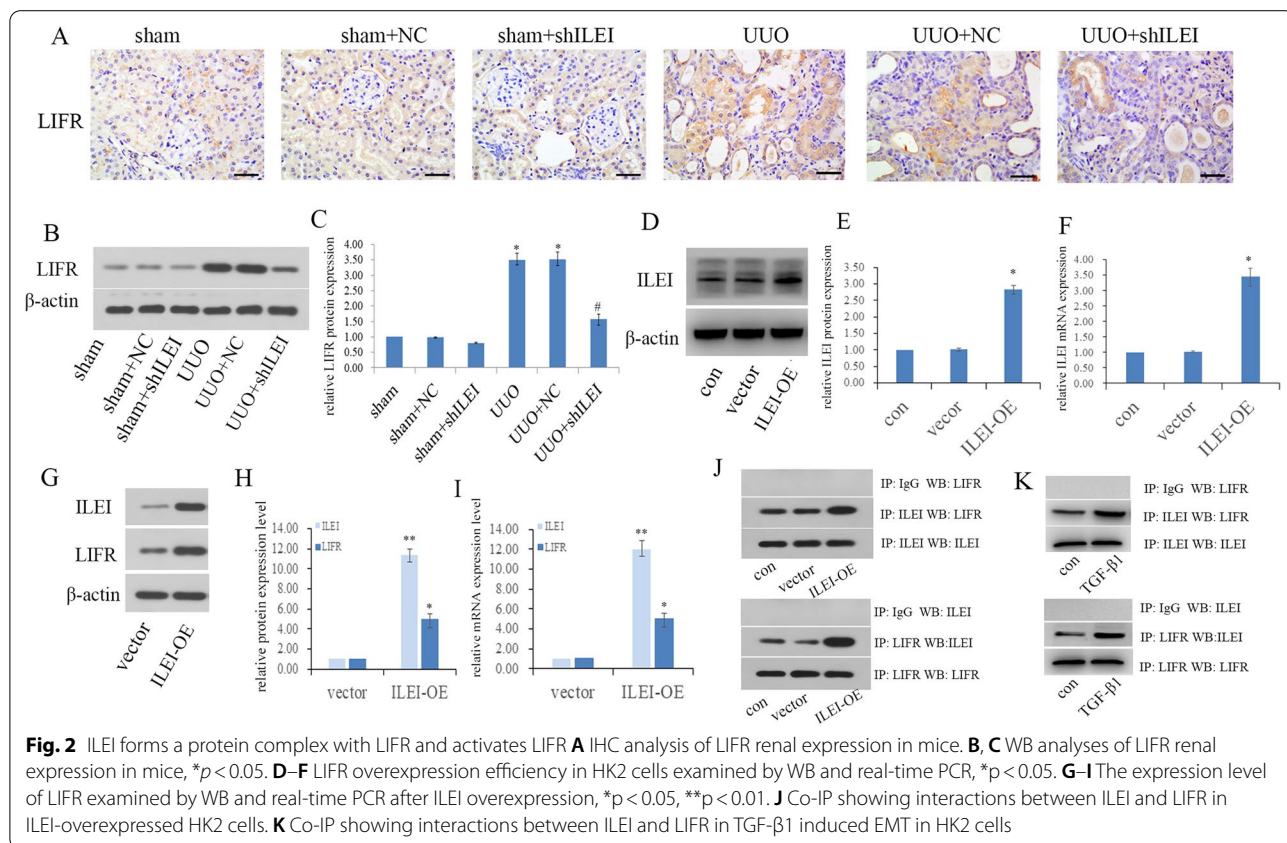 A
sham
sham+NC
sham+shILEI
UUO
UUO+NC
UUO+shILEI
LIFR
B
LIFR
β-actin
sham
sham+NC
sham+shILEI
UUO
UUO+NC
UUO+shILEI
C
relative LIFR protein expression
4.00
3.50
3.00
2.50
2.00
1.50
1.00
0.50
0.00
*
*
#
sham
sham+NC
sham+shILEI
UUO
UUO+NC
UUO+shILEI
D
ILEI
β-actin
con
vector
ILEI-OE
E
relative ILEI protein expression
3.50
3.00
2.50
2.00
1.50
1.00
0.50
0.00
*
con
vecor
ILEI-OE
F
relative ILEI mRNA expression
4.00
3.50
3.00
2.50
2.00
1.50
1.00
0.50
0.00
*
con
vector
ILEI-OE
G
ILEI
LIFR
β-actin
vector
ILEI-OE
H
relative protein expression level
14.00
12.00
10.00
8.00
6.00
4.00
2.00
0.00
ILEI
LIFR
**
*
vector
ILEI-OE
I
relative mRNA expression level
14.00
12.00
10.00
8.00
6.00
4.00
2.00
0.00
ILEI
LIFR
**
*
vector
ILEI-OE
J
IP: IgG WB: LIFR
IP: ILEI WB: LIFR
IP: ILEI WB: ILEI
con
vector
ILEI-OE
IP: IgG WB: ILEI
IP: LIFR WB:ILEI
IP: LIFR WB: LIFR
con
vector
ILEI-OE
K
IP: IgG WB: LIFR
IP: ILEI WB: LIFR
IP: ILEI WB: ILEI
con
TGF-β1
IP: IgG WB: ILEI
IP: LIFR WB:ILEI
IP: LIFR WB: LIFR
con
TGF-β1
Fig. 2 ILEI forms a protein complex with LIFR and activates LIFR A IHC analysis of LIFR renal expression in mice. B, C WB analyses of LIFR renal
expression in mice, *p < 0.05. D–F LIFR overexpression efficiency in HK2 cells examined by WB and real-time PCR, *p < 0.05. G–I The expression level
of LIFR examined by WB and real-time PCR after ILEI overexpression, *p < 0.05, **p < 0.01. J Co-IP showing interactions between ILEI and LIFR in
ILEI-overexpressed HK2 cells. K Co-IP showing interactions between ILEI and LIFR in TGF-β1 induced EMT in HK2 cells